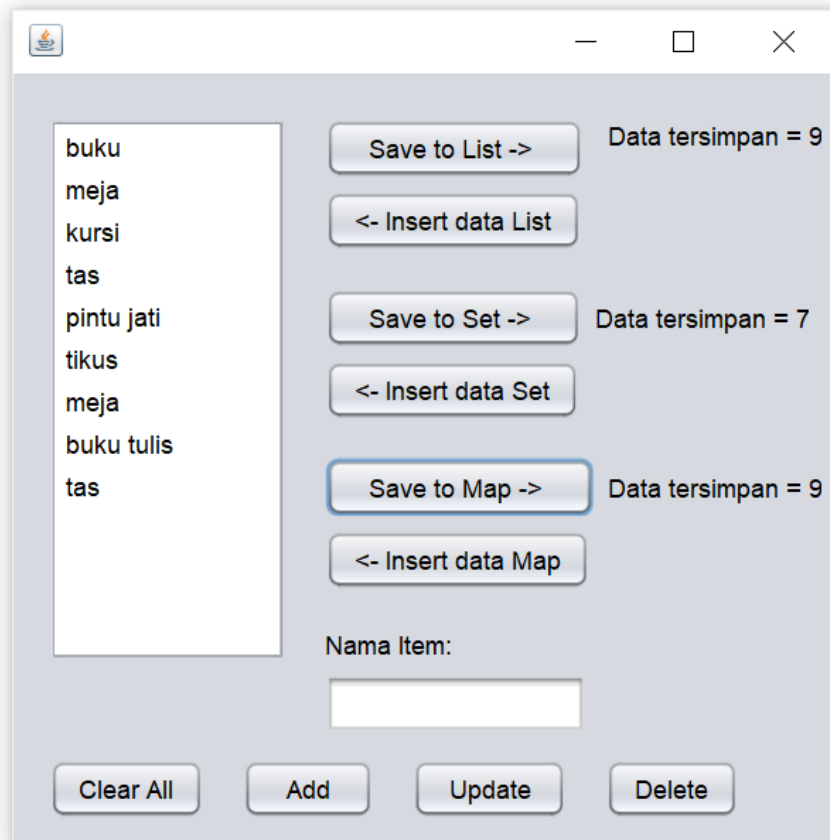 buku
meja
kursi
tas
pintu jati
tikus
meja
buku tulis
tas
Save to List ->
Data tersimpan = 9
<- Insert data List
Save to Set ->
Data tersimpan = 7
<- Insert data Set
Save to Map ->
Data tersimpan = 9
<- Insert data Map
Nama Item:
Clear All
Add
Update
Delete